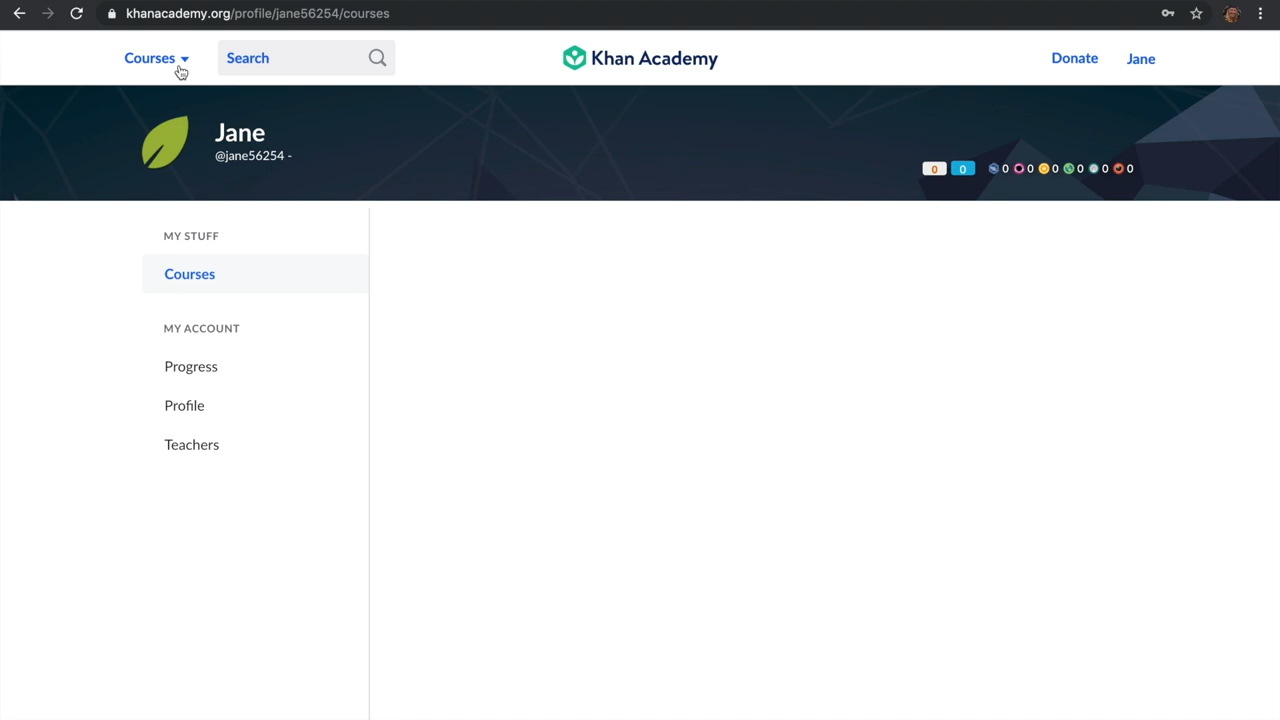 khanacademy.org/profile/jane56254/courses
Courses
Search
Khan Academy
Donate
Jane
Jane
@jane56254 -
0 0 0 0 0 0 0 0
MY STUFF
Courses
MY ACCOUNT
Progress
Profile
Teachers